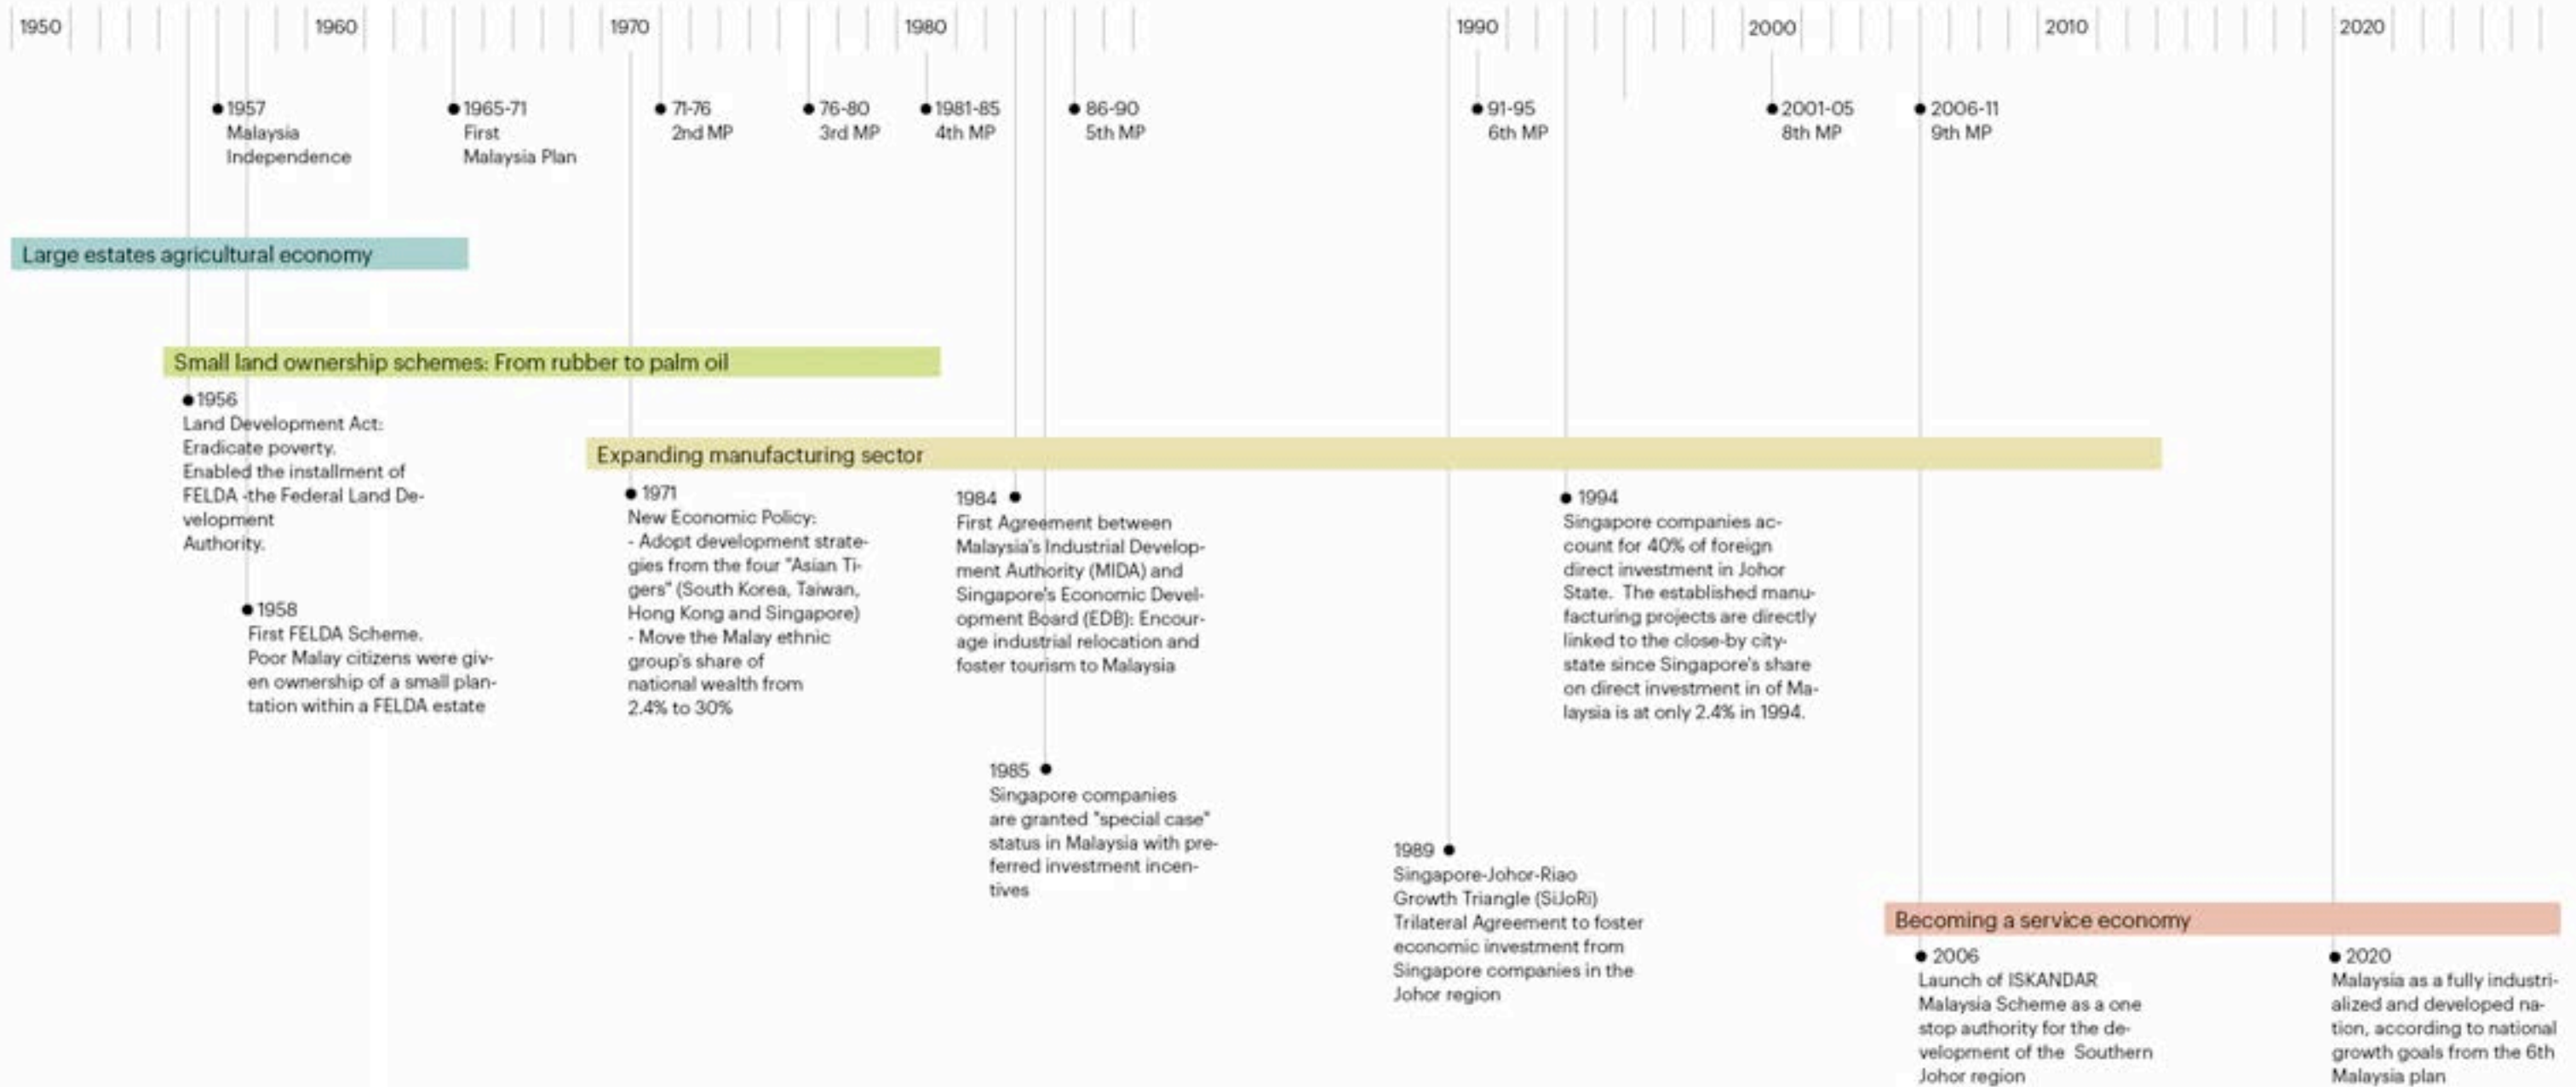 1950
1960
1970
1980
1990
2000
2010
2020
1957
Malaysia
Independence
1965-71
First
Malaysia Plan
71-76
2nd MP
76-80
3rd MP
1981-85
4th MP
86-90
5th MP
91-95
6th MP
2001-05
8th MP
2006-11
9th MP
Large estates agricultural economy
Small land ownership schemes: From rubber to palm oil
1956
Land Development Act:
Eradicate poverty.
Enabled the installment of
FELDA -the Federal Land De-
velopment
Authority.
1958
First FELDA Scheme.
Poor Malay citizens were giv-
en ownership of a small plan-
tation within a FELDA estate
Expanding manufacturing sector
1971
New Economic Policy:
- Adopt development strate-
gies from the four "Asian Ti-
gers" (South Korea, Taiwan,
Hong Kong and Singapore)
- Move the Malay ethnic
group's share of
national wealth from
2.4% to 30%
1984
First Agreement between
Malaysia's Industrial Develop-
ment Authority (MIDA) and
Singapore's Economic Devel-
opment Board (EDB): Encour-
age industrial relocation and
foster tourism to Malaysia
1985
Singapore companies
are granted "special case"
status in Malaysia with pre-
ferred investment incen-
tives
1989
Singapore-Johor-Riao
Growth Triangle (SiJoRi)
Trilateral Agreement to foster
economic investment from
Singapore companies in the
Johor region
1994
Singapore companies ac-
count for 40% of foreign
direct investment in Johor
State. The established manu-
facturing projects are directly
linked to the close-by city-
state since Singapore's share
on direct investment in of Ma-
laysia is at only 2.4% in 1994.
Becoming a service economy
2006
Launch of ISKANDAR
Malaysia Scheme as a one
stop authority for the de-
velopment of the Southern
Johor region
2020
Malaysia as a fully industri-
alized and developed na-
tion, according to national
growth goals from the 6th
Malaysia plan